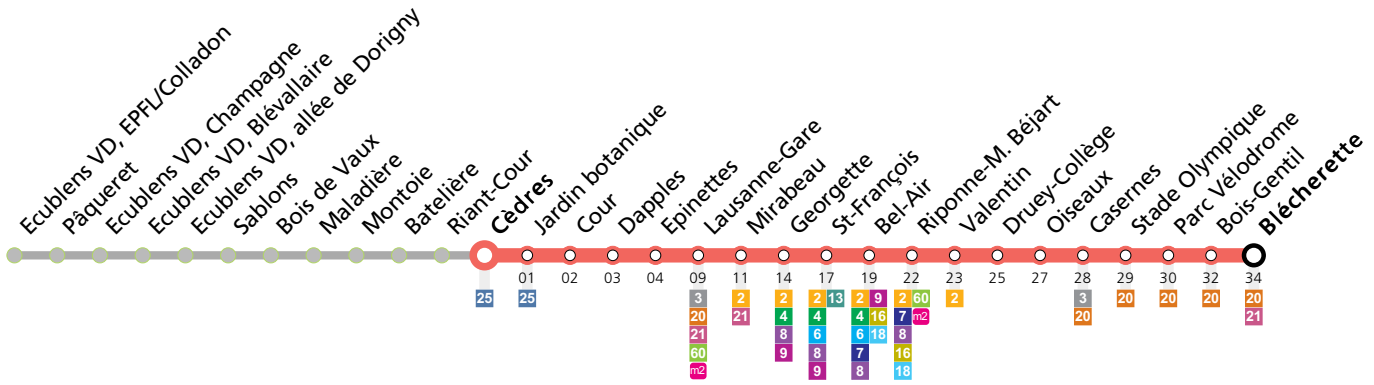 Ecublens VD, EPFL/Colladon
Pâqueret
Ecublens VD, Champagne
Ecublens VD, Blévallaire
Ecublens VD, allée de Dorigny
Sablons
Bois de Vaux
Maladière
Montoie
Batelière
Riant-Cour
Cèdres
Jardin botanique
Cour
Dapples
Epinettes
Lausanne-Gare
Mirabeau
Georgette
St-François
Bel-Air
Riponne-M. Béjart
Valentin
Druey-Collège
Oiseaux
Casernes
Stade Olympique
Parc Vélodrome
Bois-Gentil
Blécherette
01 02 03 04 09 11 14 17 19 22 23 25 27 28 29 30 32 34
25 25 3 2 2 2 13 2 9 2 60 2 3 20 20 20 20
20 21 4 4 4 16 7 m2 20 21
21 8 6 6 18 8
60 9 8 7 16
m2 9 8 18